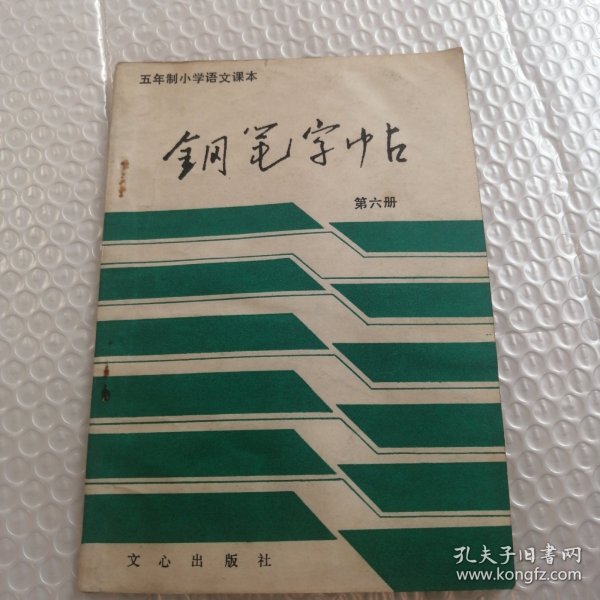 五年制小学语文课本
钢笔字帖
第六册
文心出版社
孔夫子旧书网
www.kongfz.com